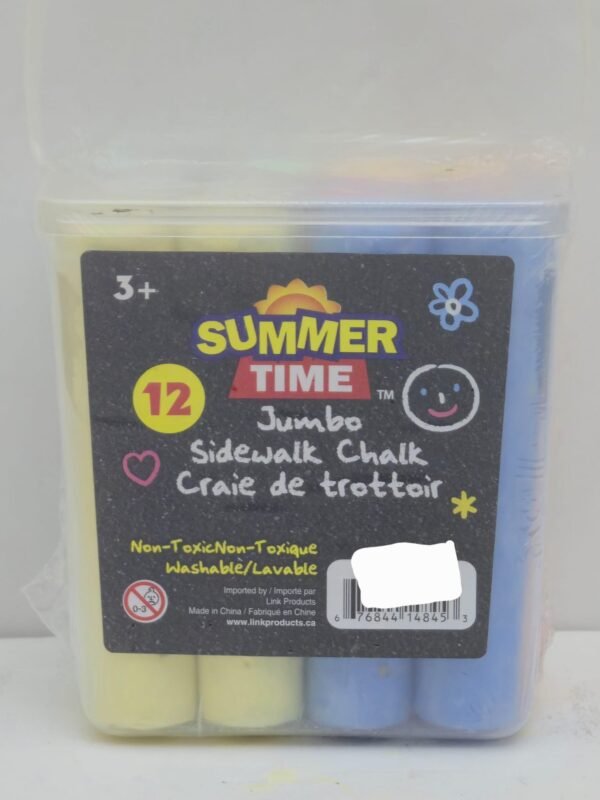 3+
SUMMER
TIME
TM
12
Jumbo
Sidewalk Chalk
Craie de trottoir
Non-ToxicNon-Toxique
Washable/Lavable
0-3
Imported by / Importé par
Link Products
Made in China / Fabriqué en Chine
www.linkproducts.ca
6 76844 14845 3